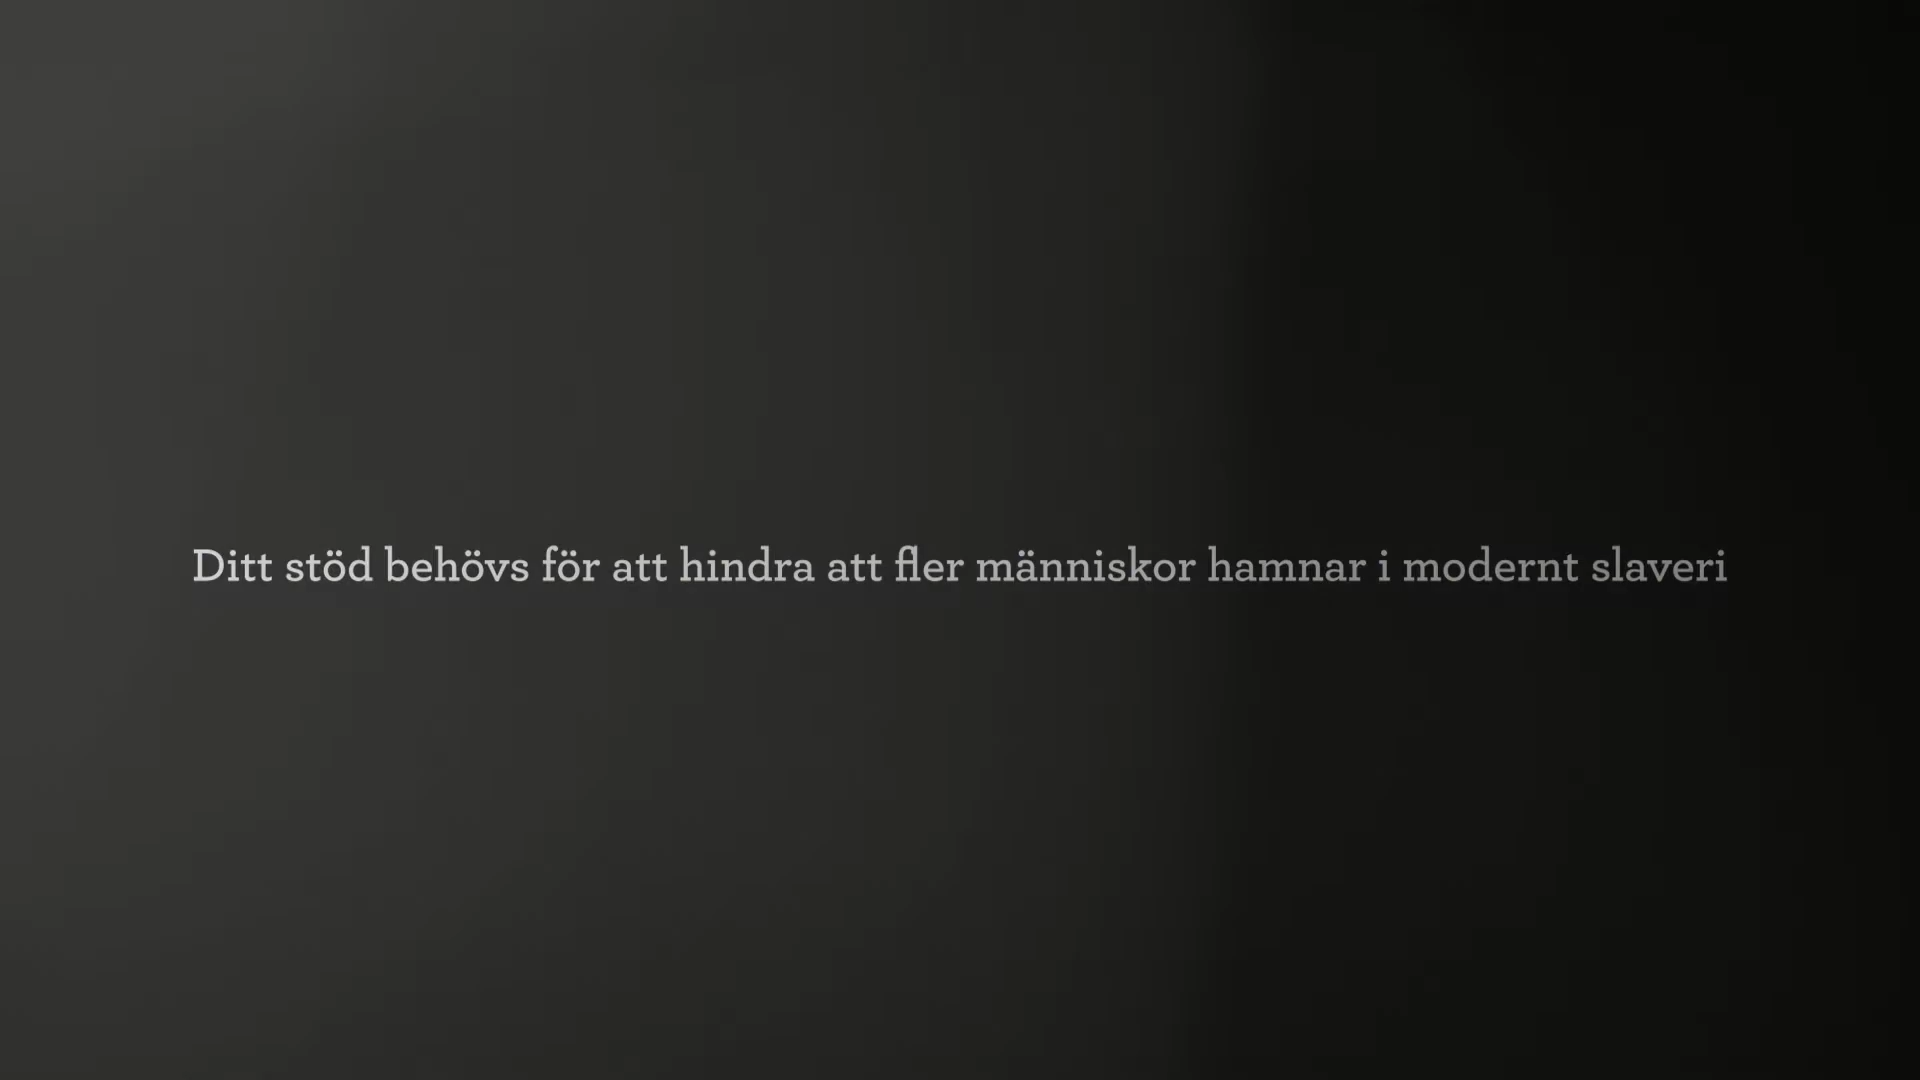 Ditt stöd behövs för att hindra att fler människor hamnar i modernt slaveri